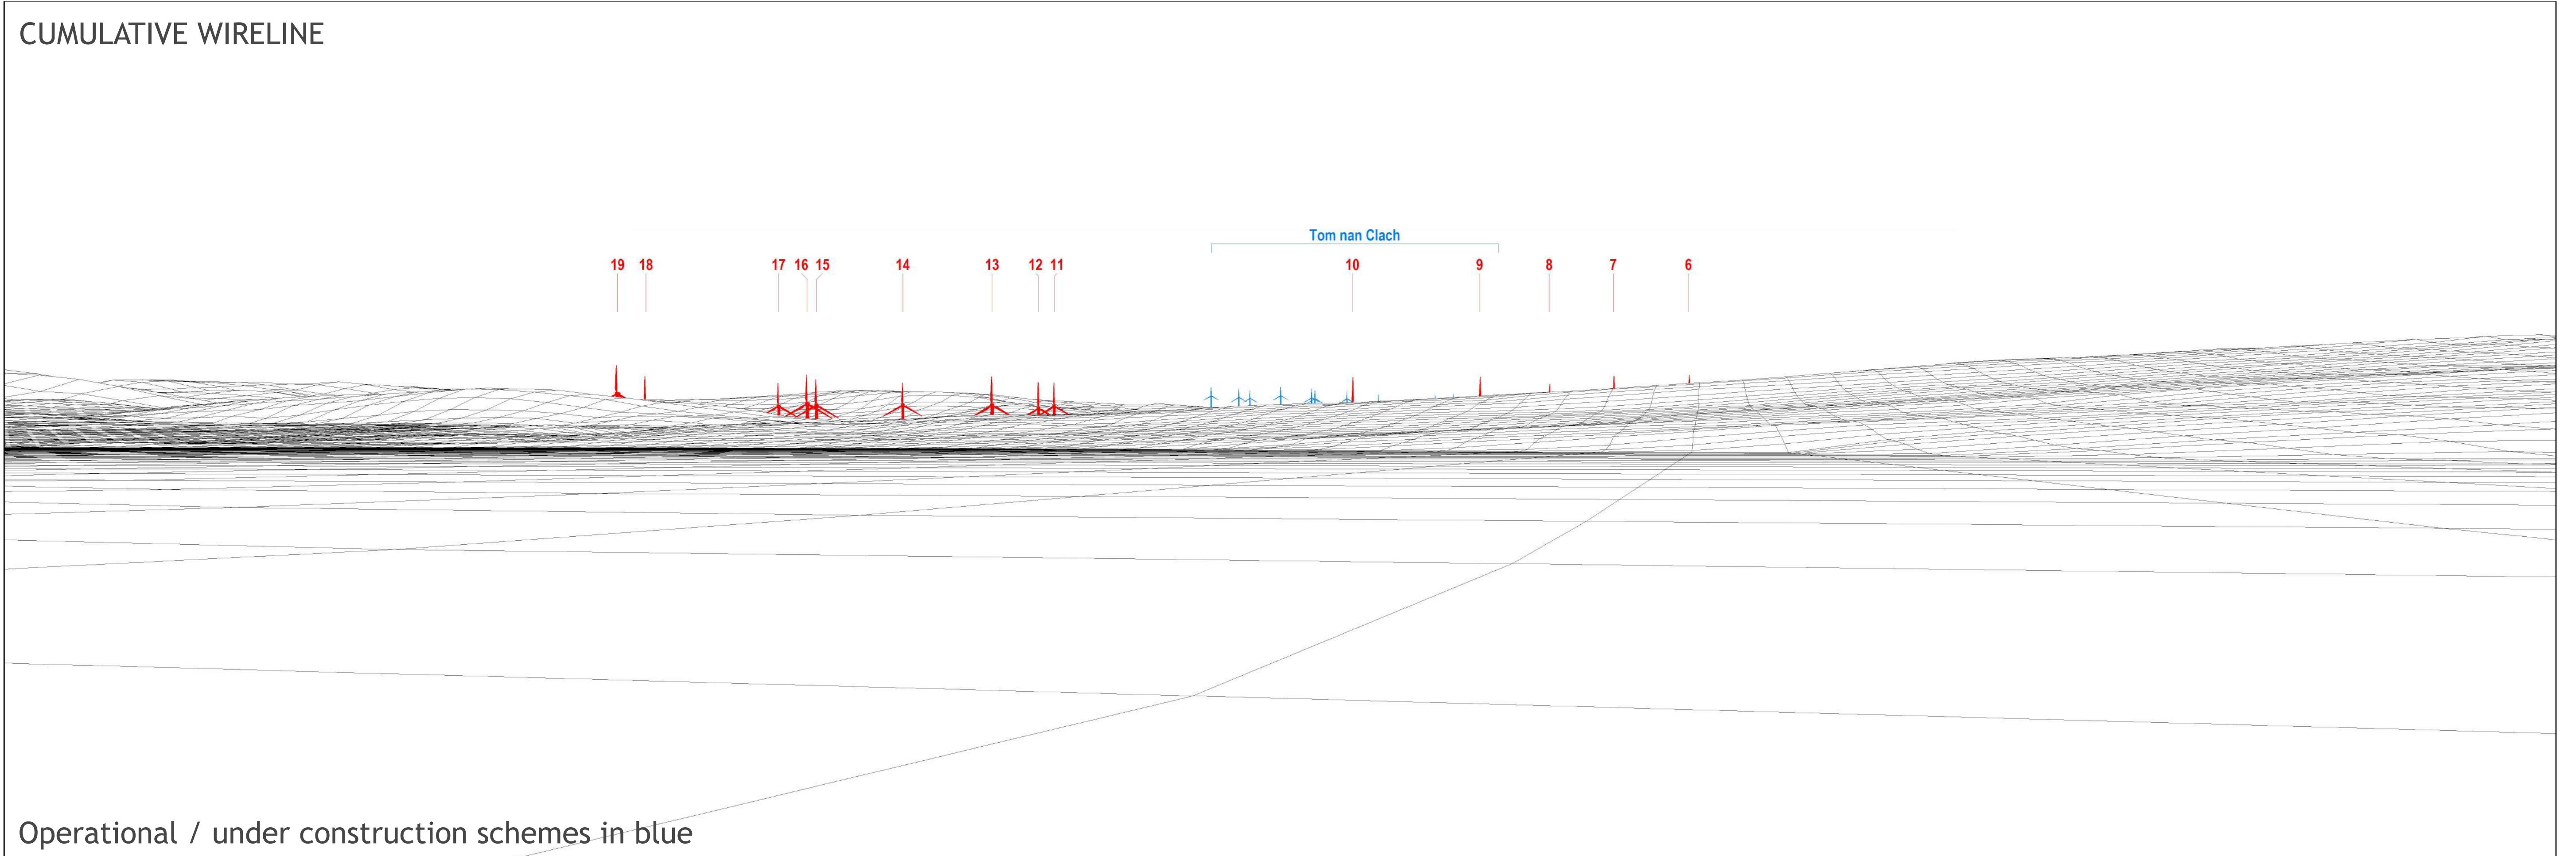 CUMULATIVE WIRELINE
Tom nan Clach
19 18 17 16 15 14 13 12 11 10 9 8 7 6
Operational / under construction schemes in blue